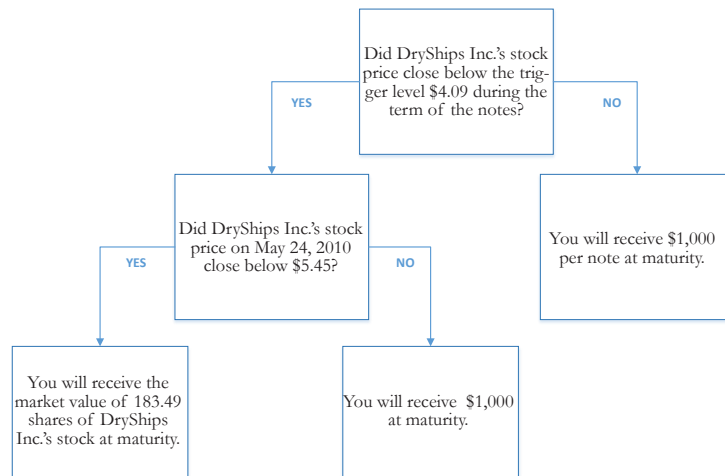 Did DryShips Inc.'s stock
price close below the trig-
ger level $4.09 during the
term of the notes?
YES
NO
Did DryShips Inc.'s stock
price on May 24, 2010
close below $5.45?
You will receive $1,000
per note at maturity.
YES
NO
You will receive the
market value of 183.49
shares of DryShips
Inc.'s stock at maturity.
You will receive  $1,000
at maturity.